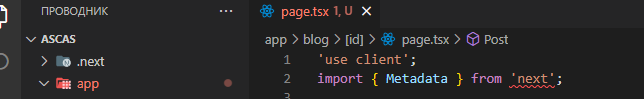 ПРОВОДНИК ...
ASCAS
.next
app
page.tsx 1, U
app > blog > [id] > page.tsx > Post
1 'use client';
2 import { Metadata } from 'next';
3